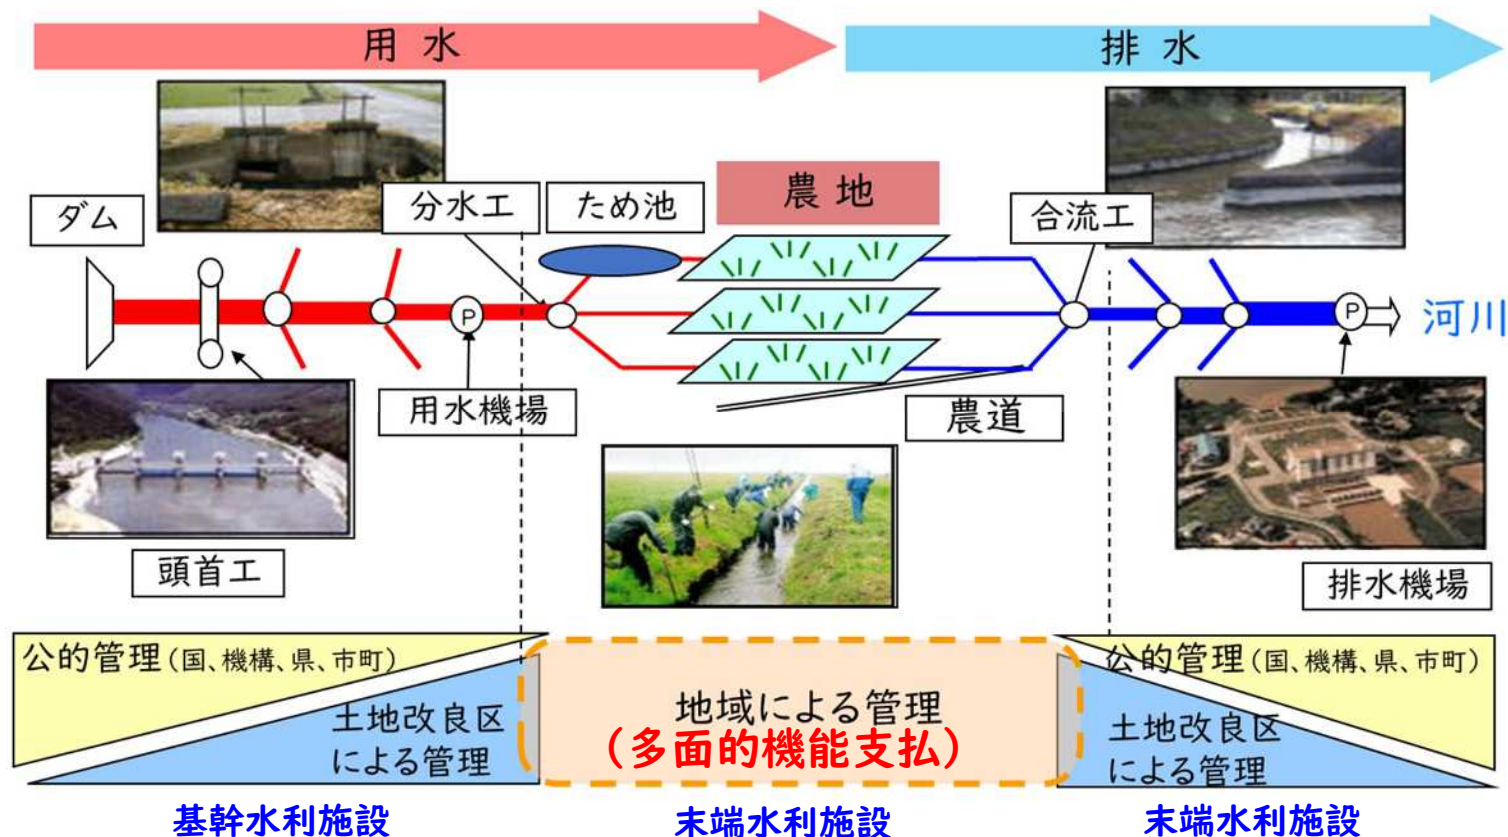 用 水
排 水
ダム
分水工
ため池
農 地
合流工
P
P
河川
用水機場
農道
頭首工
排水機場
公的管理(国、機構、県、市町)
土地改良区
による管理
地域による管理
(多面的機能支払)
公的管理(国、機構、県、市町)
土地改良区
による管理
基幹水利施設
末端水利施設
末端水利施設